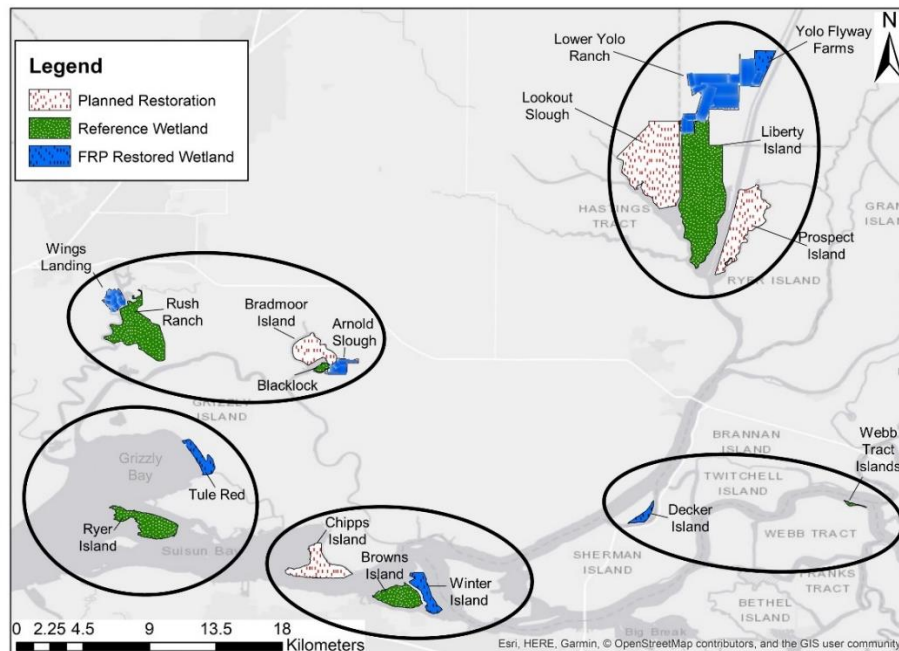 Legend
Planned Restoration
Reference Wetland
FRP Restored Wetland
Lower Yolo
Ranch
Yolo Flyway
Farms
N
Lookout
Slough
Liberty
Island
HASTINGS
TRACT
GRAN
ISLAN
Prospect
Island
RYER ISLAND
Wings
Landing
Rush
Ranch
Bradmoor
Island
Arnold
Slough
Blacklock
GRIZZLY
ISLAND
Grizzly
Bay
Tule Red
Ryer
Island
Suisun Bay
Chipps
Island
Browns
Island
Winter
Island
BRANNAN
ISLAND
TWITCHELL
ISLAND
Webb
Tract
Islands
Decker
Island
WEBB TRACT
SHERMAN
ISLAND
FRANKS
TRACT
BETHEL
ISLAND
Big Break
0 2.25 4.5 9 13.5 18
Kilometers
Esri, HERE, Garmin, © OpenStreetMap contributors, and the GIS user community